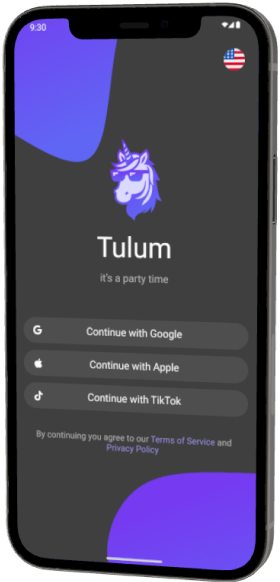 9:30
Tulum
it's a party time
Continue with Google
Continue with Apple
Continue with TikTok
By continuing you agree to our Terms of Service and
Privacy Policy